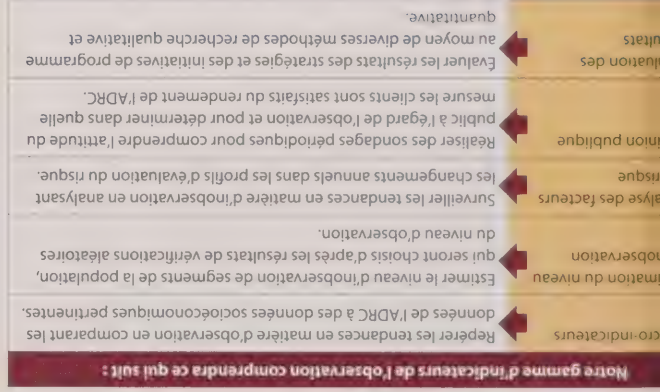 Notre gamme d'indicateurs de l'observation comprendra ce qui suit :
cro-indicateurs
Repérer les tendances en matière d'observation en comparant les
données de l'ADRC à des données socioéconomiques pertinentes.
imation du niveau
nobservation
Estimer le niveau d'inobservation de segments de la population,
qui seront choisis d'après les résultats de vérifications aléatoires
du niveau d'observation.
alyse des facteurs
risque
Surveiller les tendances en matière d'inobservation en analysant
les changements annuels dans les profils d'évaluation du risque.
inion publique
Réaliser des sondages périodiques pour comprendre l'attitude du
public à l'égard de l'observation et pour déterminer dans quelle
mesure les clients sont satisfaits du rendement de l'ADRC.
luation des
ultats
Évaluer les résultats des stratégies et des initiatives de programme
au moyen de diverses méthodes de recherche qualitative et
quantitative.